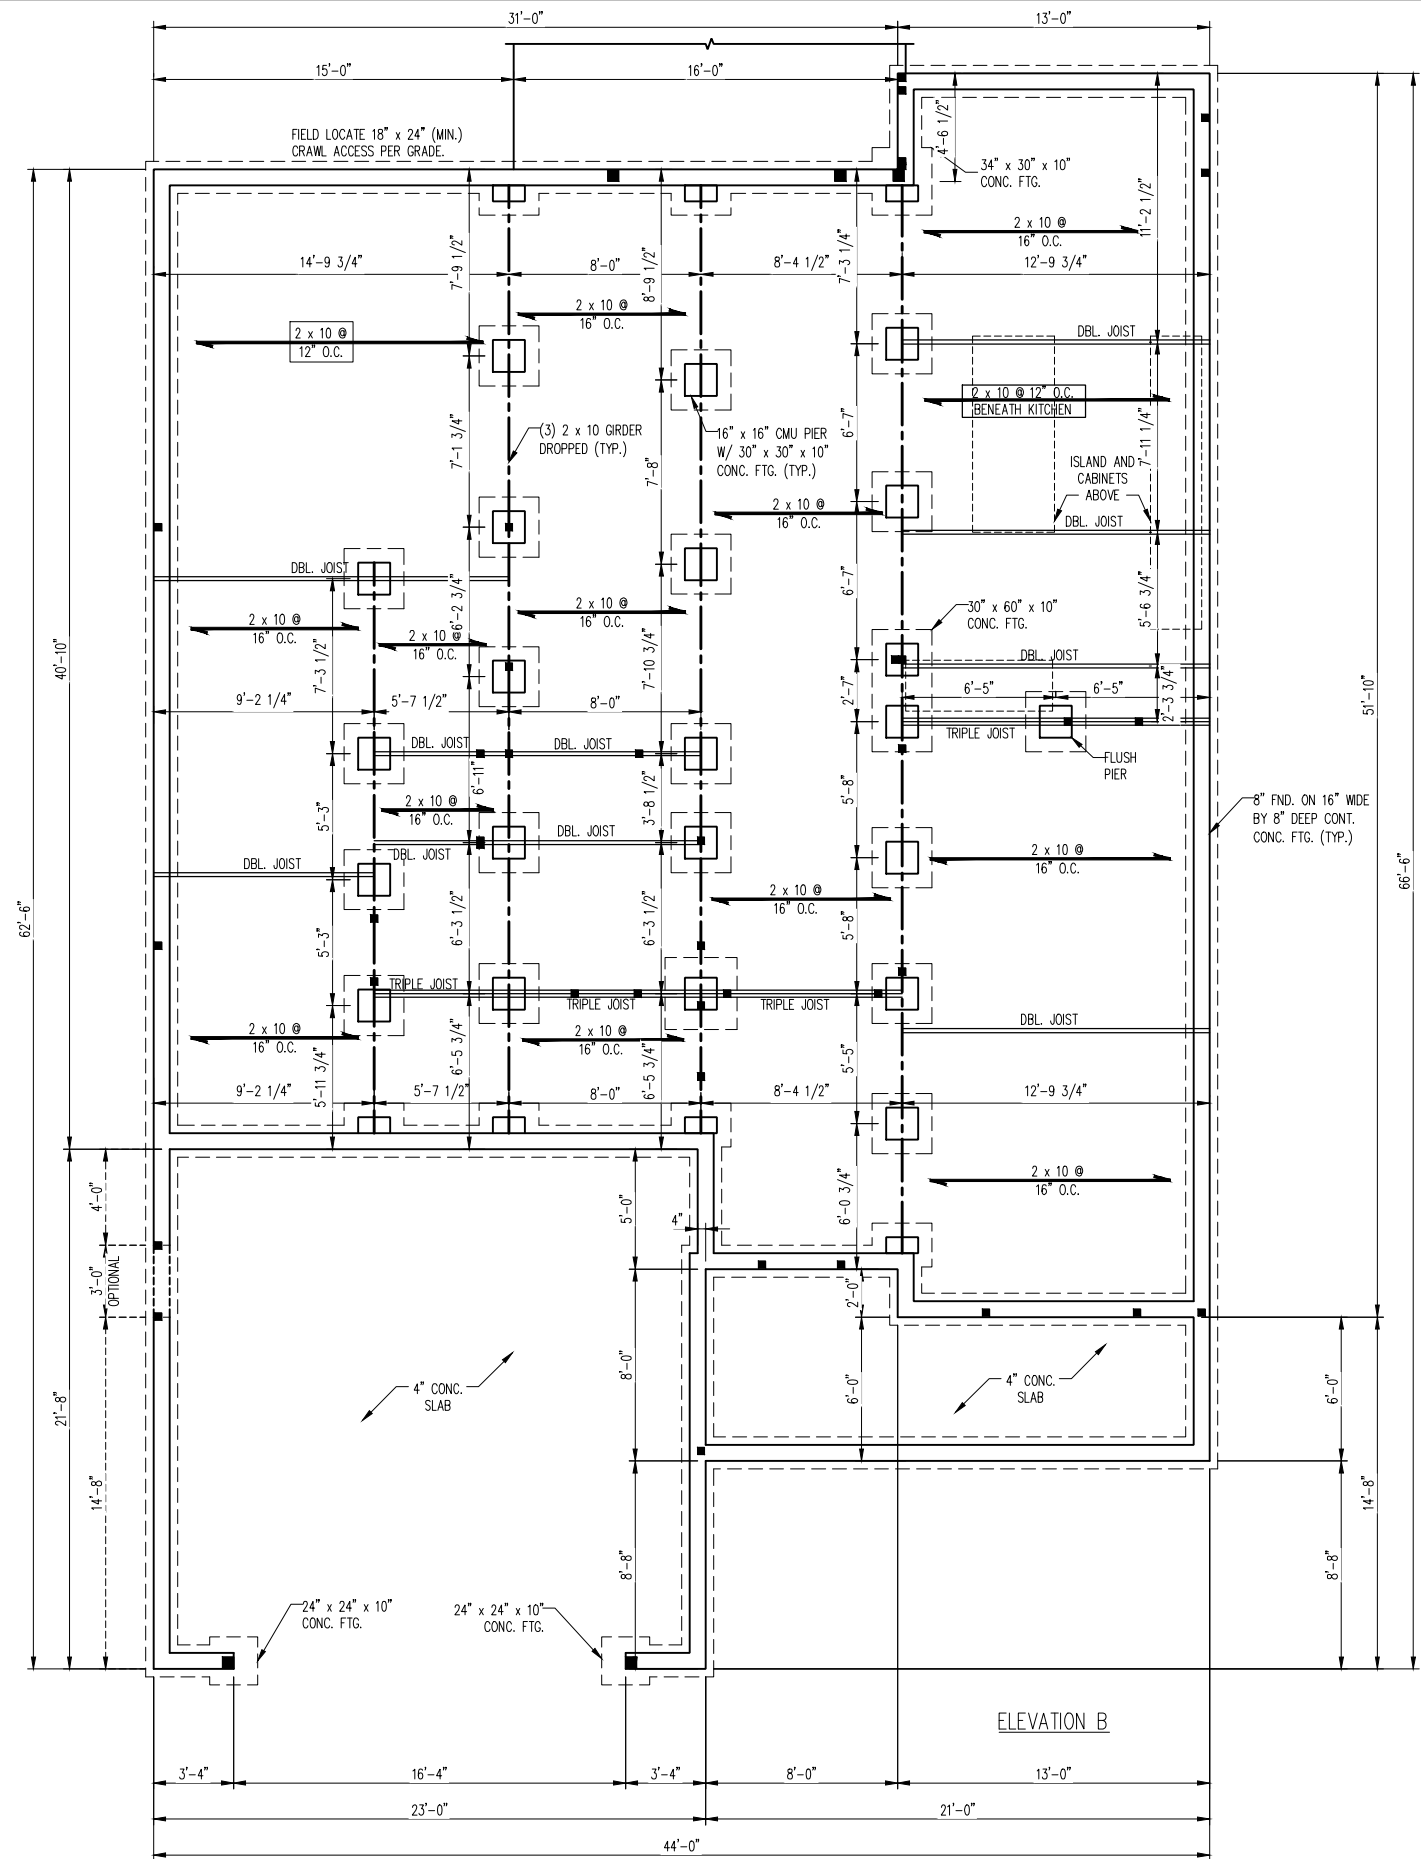 31'-0"
13'-0"
15'-0"
16'-0"
4'-6 1/2"
FIELD LOCATE 18" x 24" (MIN.)
CRAWL ACCESS PER GRADE.
34" x 30" x 10"
CONC. FTG.
11'-2 1/2"
2 x 10 @
16" O.C.
7'-9 1/2"
8'-9 1/2"
7'-3 1/4"
14'-9 3/4"
8'-0"
8'-4 1/2"
12'-9 3/4"
2 x 10 @
16" O.C.
2 x 10 @
12" O.C.
DBL. JOIST
2 x 10 @ 12" O.C.
BENEATH KITCHEN
7'-1 3/4"
(3) 2 x 10 GIRDER
DROPPED (TYP.)
16" x 16" CMU PIER
W/ 30" x 30" x 10"
CONC. FTG. (TYP.)
7'-8"
6'-7"
7'-11 1/4"
ISLAND AND
CABINETS
ABOVE
2 x 10 @
16" O.C.
DBL. JOIST
DBL. JOIST
6'-2 3/4"
6'-7"
5'-6 3/4"
2 x 10 @
16" O.C.
2 x 10 @
16" O.C.
2 x 10 @
16" O.C.
30" x 60" x 10"
CONC. FTG.
40'-10"
7'-3 1/2"
7'-10 3/4"
DBL. JOIST
2'-7"
2'-3 3/4"
6'-5"
6'-5"
51'-10"
9'-2 1/4"
5'-7 1/2"
8'-0"
TRIPLE JOIST
DBL. JOIST
DBL. JOIST
FLUSH
PIER
6'-11"
5'-3"
3'-8 1/2"
5'-8"
2 x 10 @
16" O.C.
8" FND. ON 16" WIDE
BY 8" DEEP CONT.
CONC. FTG. (TYP.)
DBL. JOIST
DBL. JOIST
DBL. JOIST
2 x 10 @
16" O.C.
66'-6"
62'-6"
2 x 10 @
16" O.C.
5'-3"
6'-3 1/2"
6'-3 1/2"
5'-8"
TRIPLE JOIST
TRIPLE JOIST
TRIPLE JOIST
DBL. JOIST
2 x 10 @
16" O.C.
2 x 10 @
16" O.C.
5'-11 3/4"
6'-5 3/4"
6'-5 3/4"
5'-5"
9'-2 1/4"
5'-7 1/2"
8'-0"
8'-4 1/2"
12'-9 3/4"
2 x 10 @
16" O.C.
4'-0"
5'-0"
4"
6'-0 3/4"
3'-0"
OPTIONAL
2'-0"
21'-8"
4" CONC.
SLAB
8'-0"
6'-0"
4" CONC.
SLAB
6'-0"
14'-8"
14'-8"
8'-8"
8'-8"
24" x 24" x 10"
CONC. FTG.
24" x 24" x 10"
CONC. FTG.
ELEVATION B
3'-4"
16'-4"
3'-4"
8'-0"
13'-0"
23'-0"
21'-0"
44'-0"